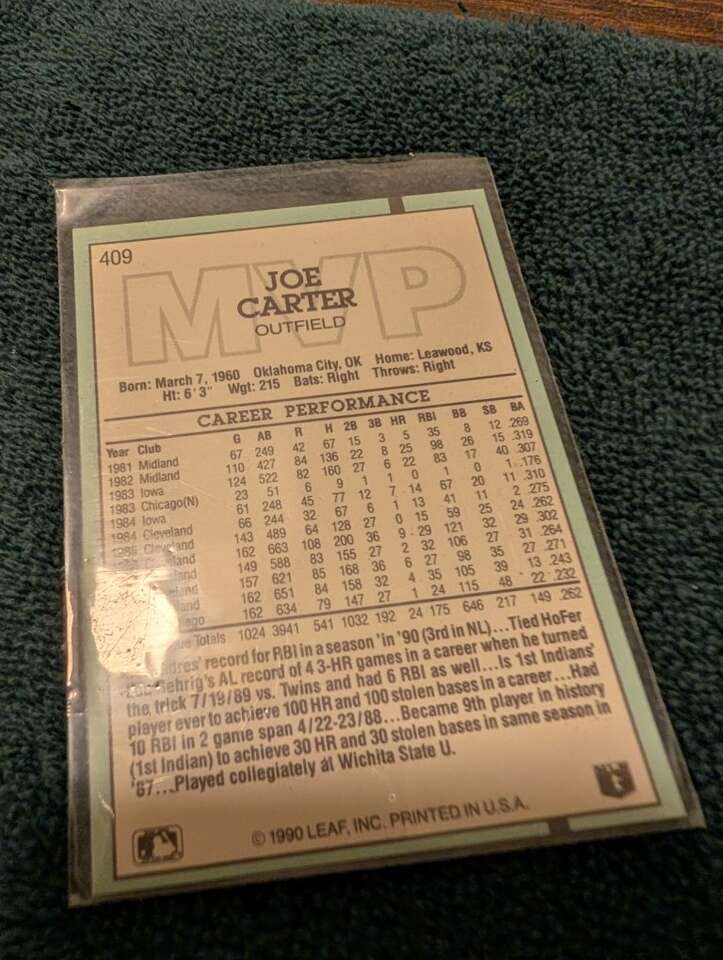 409
MVP
JOE
CARTER
OUTFIELD
Born: March 7, 1960 Oklahoma City, OK Home: Leawood, KS
Ht: 6'3" Wgt: 215 Bats: Right Throws: Right
CAREER PERFORMANCE
Year Club G AB R H 2B 3B HR RBI BB SB BA
1981 Midland 67 249 42 67 15 3 5 35 8 12 .269
1982 Midland 110 427 84 136 22 8 25 98 26 15 .319
1983 Iowa 124 522 82 160 27 6 22 83 17 40 .307
1983 Chicago(N) 23 51 6 9 1 1 0 1 0 1 .176
1984 Iowa 61 248 45 77 12 7 14 67 20 11 .310
1984 Cleveland 66 244 32 67 6 1 13 41 11 2 .275
Cleveland 143 489 64 128 27 0 15 59 25 24 .262
land 162 663 108 200 36 9 29 121 32 29 .302
land 149 588 83 155 27 2 32 106 27 31 .264
land 157 621 85 168 36 6 27 98 35 27 .271
land 162 651 84 158 32 4 35 105 39 13 .243
iego 162 634 79 147 27 1 24 115 48 22 .232
ue Totals 1024 3941 541 1032 192 24 175 646 217 149 .262
dres' record for RBI in a season in '90 (3rd in NL)...Tied HoFer
Gehrig's AL record of 4 3-HR games in a career when he turned
the trick 7/19/89 vs. Twins and had 6 RBI as well...Is 1st Indians'
player ever to achieve 100 HR and 100 stolen bases in a career...Had
10 RBI in 2 game span 4/22-23/88...Became 9th player in history
(1st Indian) to achieve 30 HR and 30 stolen bases in same season in
'87...Played collegiately at Wichita State U.
© 1990 LEAF, INC. PRINTED IN U.S.A.